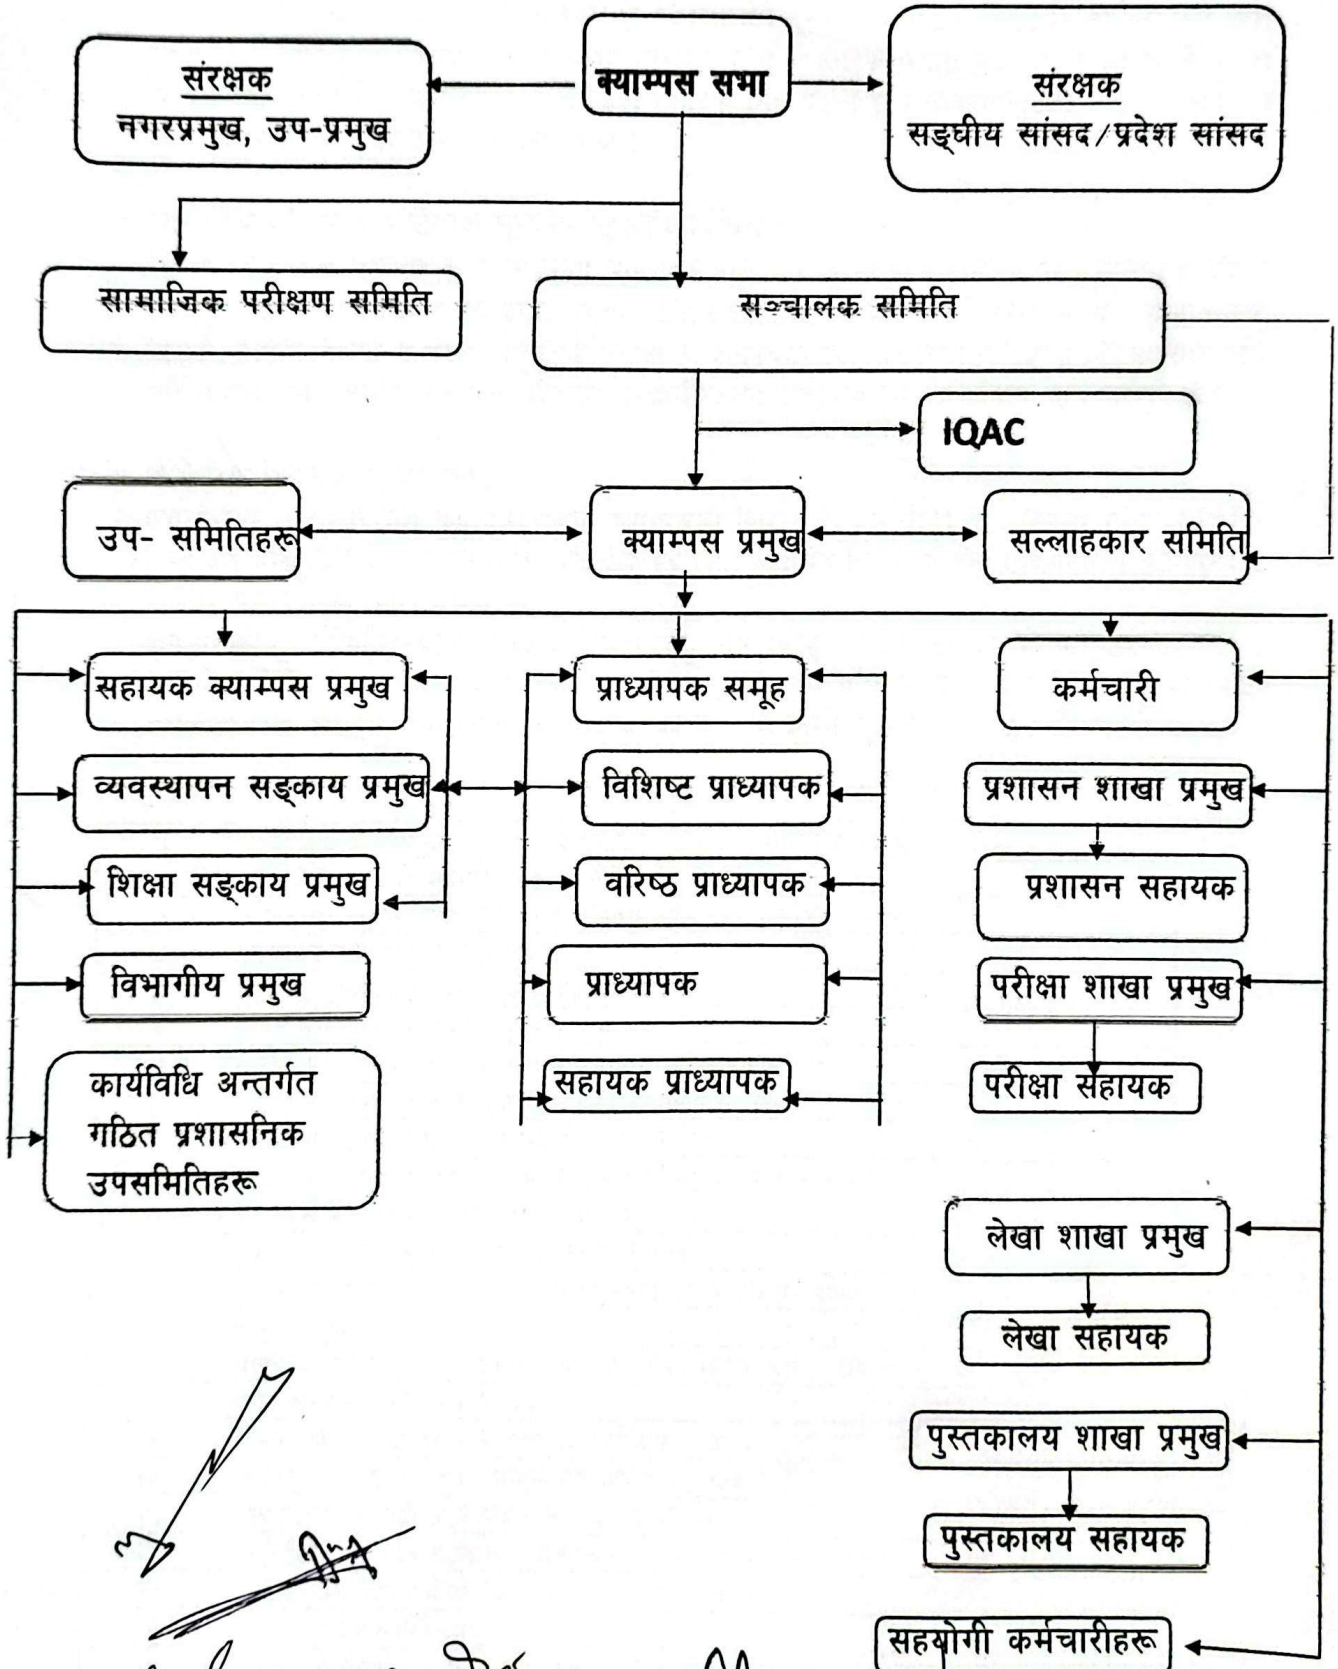 संरक्षक
नगरप्रमुख, उप-प्रमुख
क्याम्पस सभा
संरक्षक
सङ्घीय सांसद/प्रदेश सांसद
सामाजिक परीक्षण समिति
सञ्चालक समिति
IQAC
उप- समितिहरू
क्याम्पस प्रमुख
सल्लाहकार समिति
सहायक क्याम्पस प्रमुख
व्यवस्थापन सङ्काय प्रमुख
शिक्षा सङ्काय प्रमुख
विभागीय प्रमुख
कार्यविधि अन्तर्गत
गठित प्रशासनिक
उपसमितिहरू
प्राध्यापक समूह
विशिष्ट प्राध्यापक
वरिष्ठ प्राध्यापक
प्राध्यापक
सहायक प्राध्यापक
कर्मचारी
प्रशासन शाखा प्रमुख
प्रशासन सहायक
परीक्षा शाखा प्रमुख
परीक्षा सहायक
लेखा शाखा प्रमुख
लेखा सहायक
पुस्तकालय शाखा प्रमुख
पुस्तकालय सहायक
सहयोगी कर्मचारीहरू